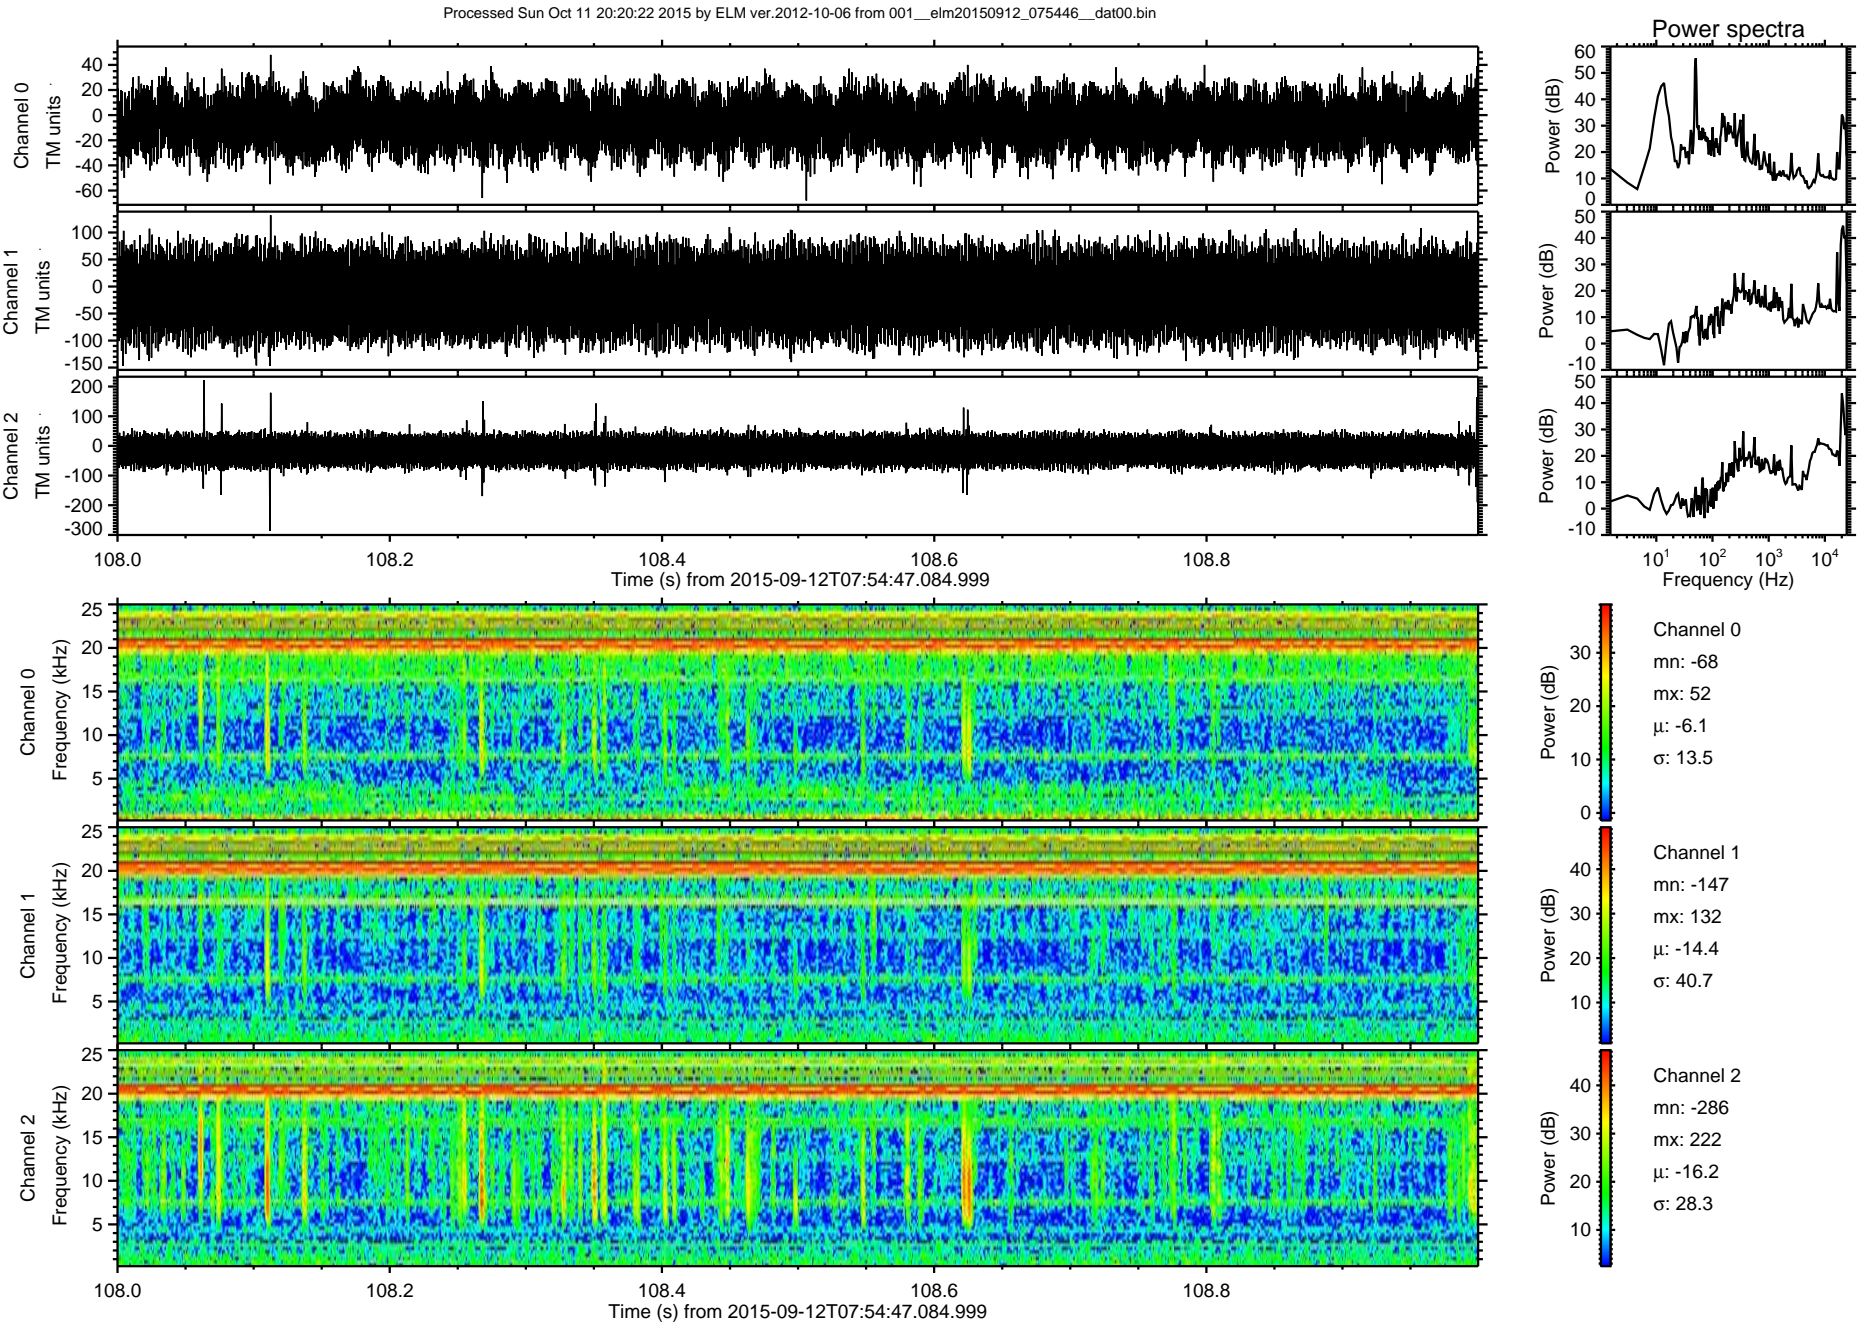 Processed Sun Oct 11 20:20:22 2015 by ELM ver.2012-10-06 from 001__elm20150912_075446__dat00.bin
Power spectra
Channel 0
TM units
40
20
0
-20
-40
-60
Power (dB)
60
50
40
30
20
10
0
Channel 1
TM units
100
50
0
-50
-100
-150
Power (dB)
50
40
30
20
10
0
-10
Channel 2
TM units
200
100
0
-100
-200
-300
Power (dB)
50
40
30
20
10
0
-10
108.0 108.2 108.4 108.6 108.8
Time (s) from 2015-09-12T07:54:47.084.999
10¹ 10² 10³ 10⁴
Frequency (Hz)
Channel 0
Frequency (kHz)
25
20
15
10
5
Power (dB)
30
20
10
0
Channel 0
mn: -68
mx: 52
μ: -6.1
σ: 13.5
Channel 1
Frequency (kHz)
25
20
15
10
5
Power (dB)
40
30
20
10
Channel 1
mn: -147
mx: 132
μ: -14.4
σ: 40.7
Channel 2
Frequency (kHz)
25
20
15
10
5
Power (dB)
40
30
20
10
Channel 2
mn: -286
mx: 222
μ: -16.2
σ: 28.3
108.0 108.2 108.4 108.6 108.8
Time (s) from 2015-09-12T07:54:47.084.999